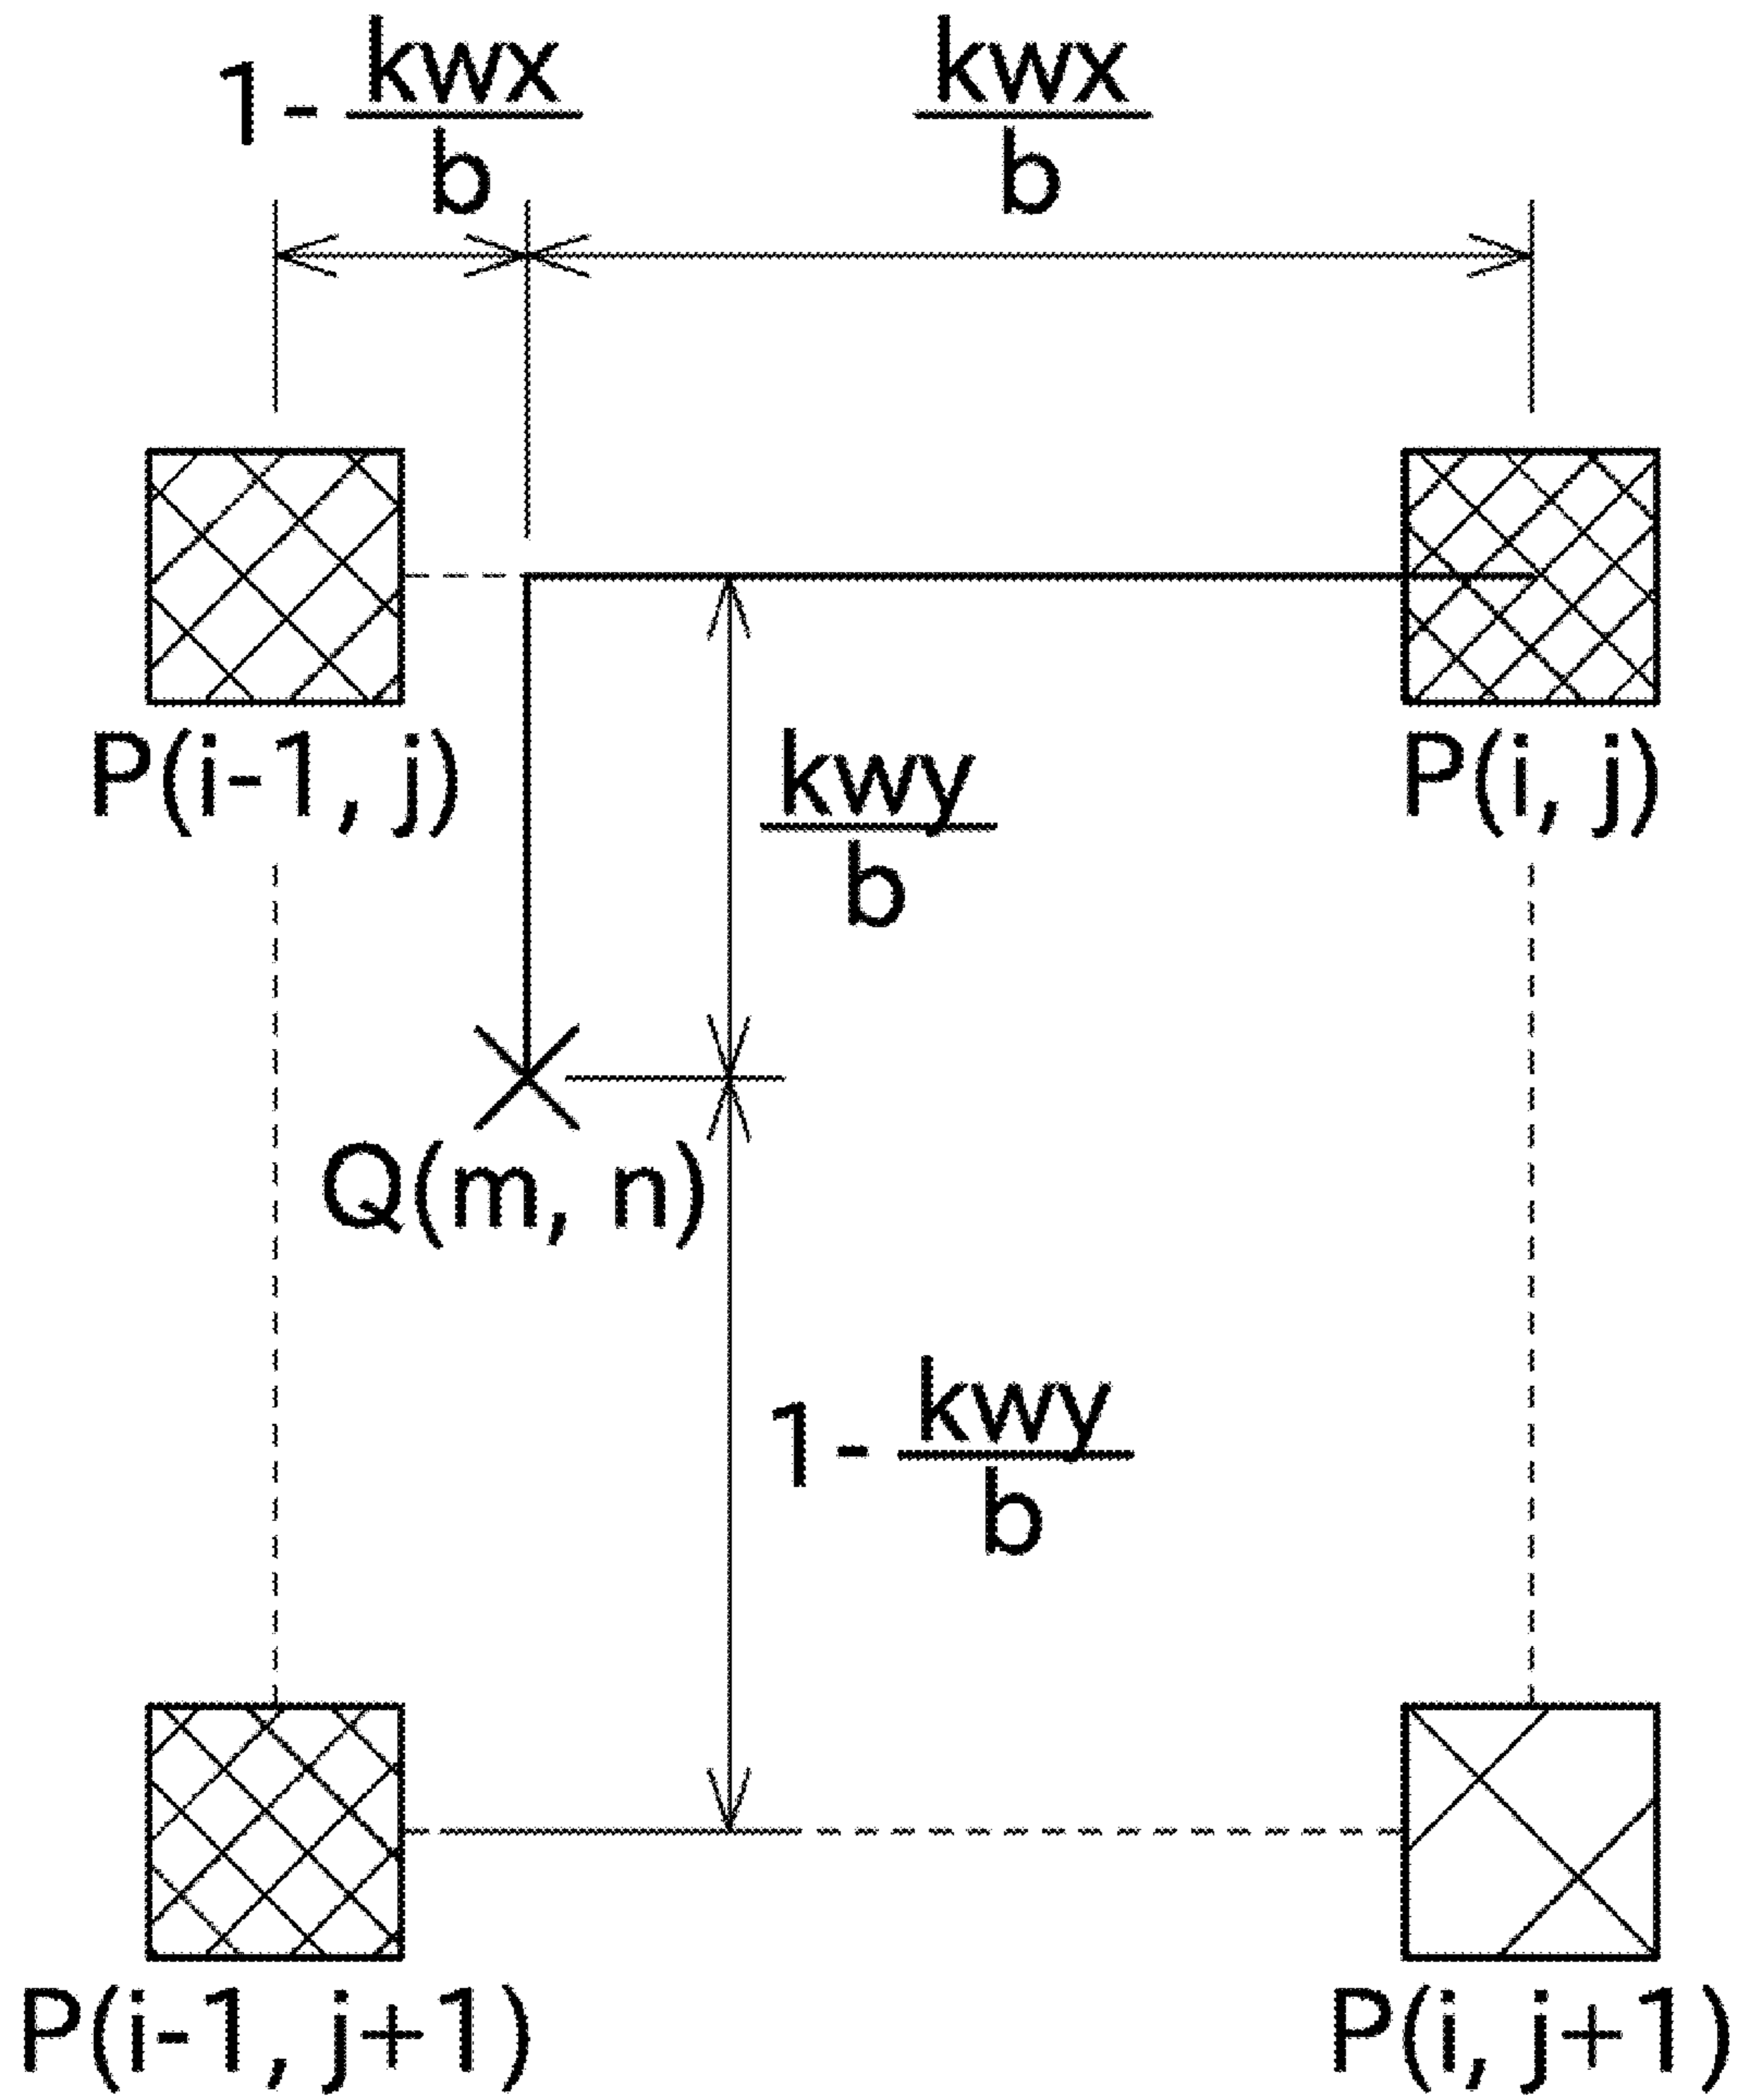 1- kwx/b kwx/b
P(i-1, j) P(i, j)
kwy/b
Q(m, n)
1- kwy/b
P(i-1, j+1) P(i, j+1)